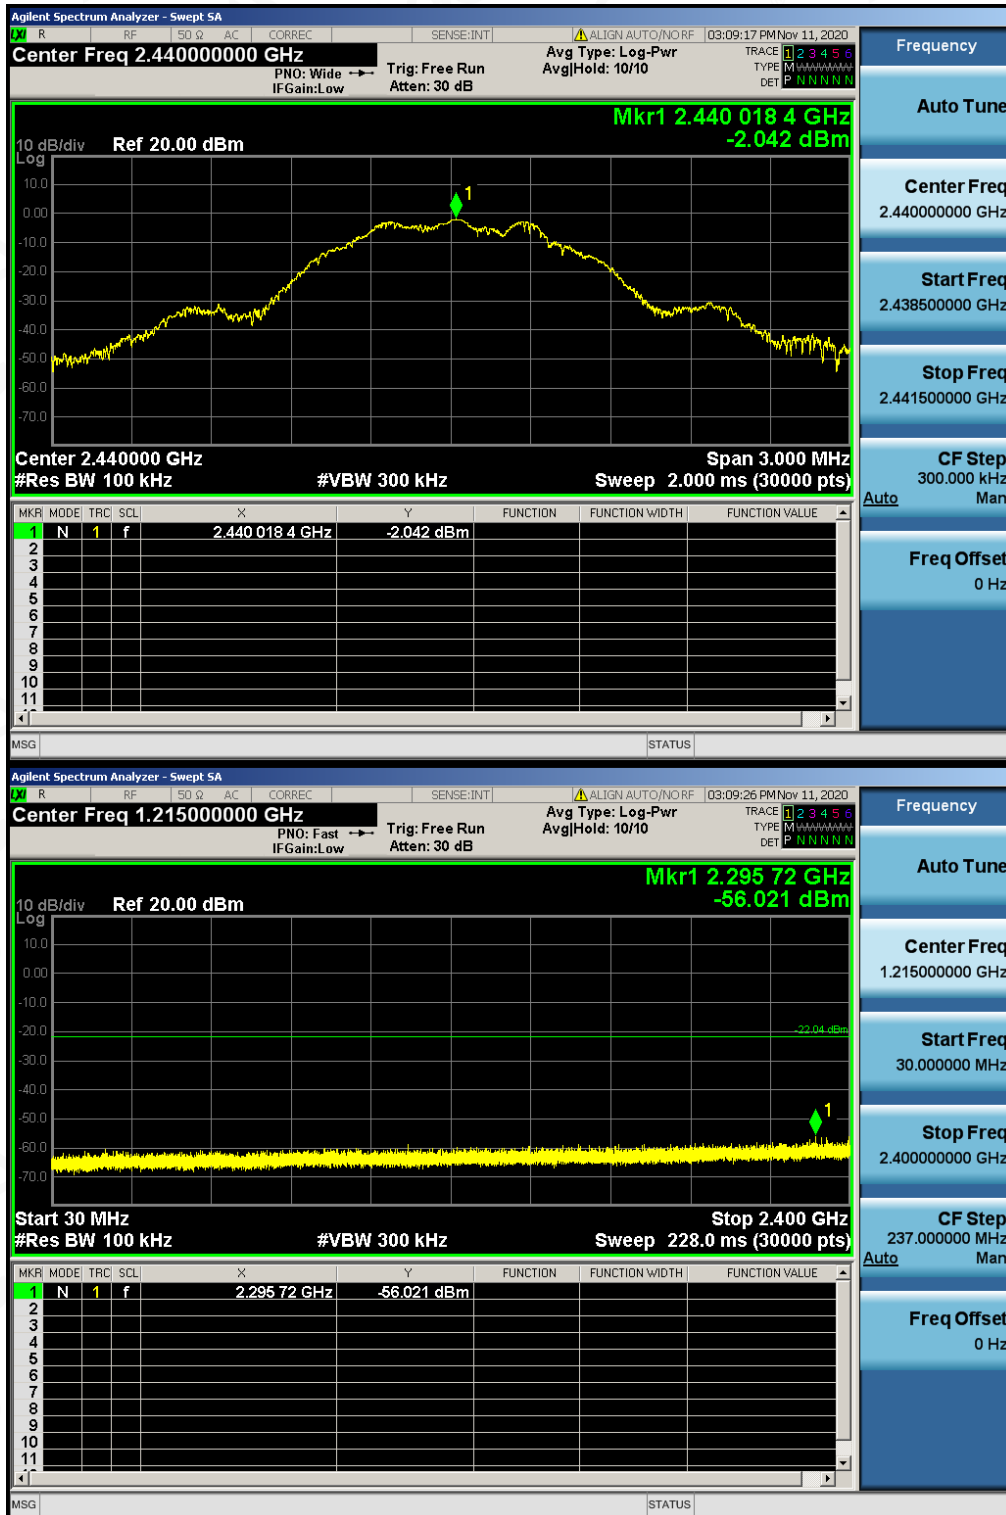 Agilent Spectrum Analyzer - Swept SA
LXI R RF 50 Ω AC CORREC SENSE:INT ALIGN AUTO/NO RF 03:09:17 PM Nov 11, 2020
Center Freq 2.440000000 GHz
PNO: Wide
IFGain:Low
Trig: Free Run
Atten: 30 dB
Avg Type: Log-Pwr
Avg|Hold: 10/10
TRACE 1 2 3 4 5 6
TYPE M WWWWW
DET P N N N N N
Mkr1 2.440 018 4 GHz
-2.042 dBm
10 dB/div
Log
Ref 20.00 dBm
10.0
0.00
-10.0
-20.0
-30.0
-40.0
-50.0
-60.0
-70.0
1
Center 2.440000 GHz
Span 3.000 MHz
#Res BW 100 kHz
#VBW 300 kHz
Sweep 2.000 ms (30000 pts)
MKR MODE TRC SCL X Y FUNCTION FUNCTION WIDTH FUNCTION VALUE
1 N 1 f 2.440 018 4 GHz -2.042 dBm
2
3
4
5
6
7
8
9
10
11
MSG STATUS
Frequency
Auto Tune
Center Freq
2.440000000 GHz
Start Freq
2.438500000 GHz
Stop Freq
2.441500000 GHz
CF Step
300.000 kHz
Auto Man
Freq Offset
0 Hz
Agilent Spectrum Analyzer - Swept SA
LXI R RF 50 Ω AC CORREC SENSE:INT ALIGN AUTO/NO RF 03:09:26 PM Nov 11, 2020
Center Freq 1.215000000 GHz
PNO: Fast
IFGain:Low
Trig: Free Run
Atten: 30 dB
Avg Type: Log-Pwr
Avg|Hold: 10/10
TRACE 1 2 3 4 5 6
TYPE M WWWWW
DET P N N N N N
Mkr1 2.295 72 GHz
-56.021 dBm
10 dB/div
Log
Ref 20.00 dBm
10.0
0.00
-10.0
-20.0
-30.0
-40.0
-50.0
-60.0
-70.0
-22.04 dBm
1
Start 30 MHz
Stop 2.400 GHz
#Res BW 100 kHz
#VBW 300 kHz
Sweep 228.0 ms (30000 pts)
MKR MODE TRC SCL X Y FUNCTION FUNCTION WIDTH FUNCTION VALUE
1 N 1 f 2.295 72 GHz -56.021 dBm
2
3
4
5
6
7
8
9
10
11
MSG STATUS
Frequency
Auto Tune
Center Freq
1.215000000 GHz
Start Freq
30.000000 MHz
Stop Freq
2.400000000 GHz
CF Step
237.000000 MHz
Auto Man
Freq Offset
0 Hz